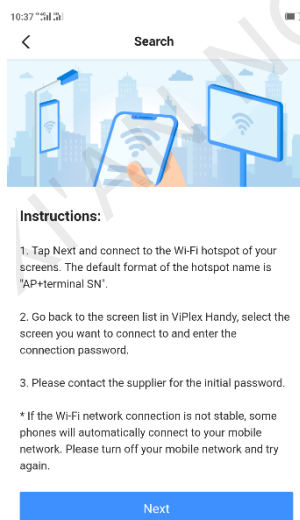 10:37
Search
Instructions:
1. Tap Next and connect to the Wi-Fi hotspot of your
screens. The default format of the hotspot name is
"AP+terminal SN".
2. Go back to the screen list in ViPlex Handy, select the
screen you want to connect to and enter the
connection password.
3. Please contact the supplier for the initial password.
* If the Wi-Fi network connection is not stable, some
phones will automatically connect to your mobile
network. Please turn off your mobile network and try
again.
Next
XI'AN NO